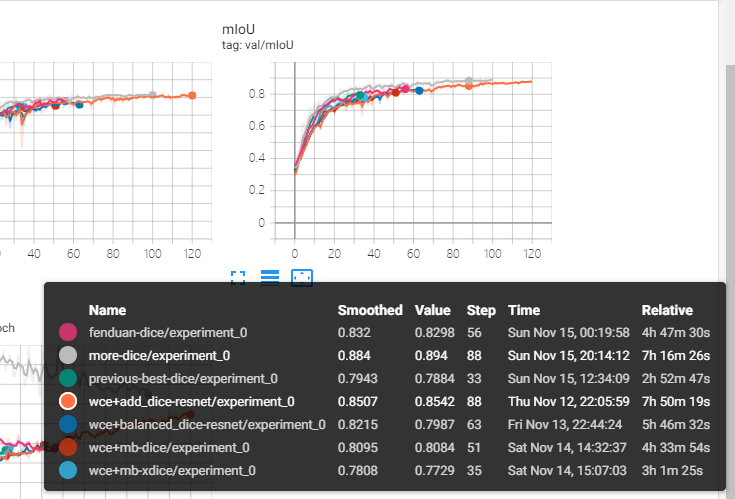 mIoU
tag: val/mIoU
0.8
0.6
0.4
0.2
0
40 60 80 100 120
0 20 40 60 80 100 120
och
Name Smoothed Value Step Time Relative
fenduan-dice/experiment_0 0.832 0.8298 56 Sun Nov 15, 00:19:58 4h 47m 30s
more-dice/experiment_0 0.884 0.894 88 Sun Nov 15, 20:14:12 7h 16m 26s
previous-best-dice/experiment_0 0.7943 0.7884 33 Sun Nov 15, 12:34:09 2h 52m 47s
wce+add_dice-resnet/experiment_0 0.8507 0.8542 88 Thu Nov 12, 22:05:59 7h 50m 19s
wce+balanced_dice-resnet/experiment_0 0.8215 0.7987 63 Fri Nov 13, 22:44:24 5h 46m 32s
wce+mb-dice/experiment_0 0.8095 0.8084 51 Sat Nov 14, 14:32:37 4h 33m 54s
wce+mb-xdice/experiment_0 0.7808 0.7729 35 Sat Nov 14, 15:07:03 3h 1m 25s